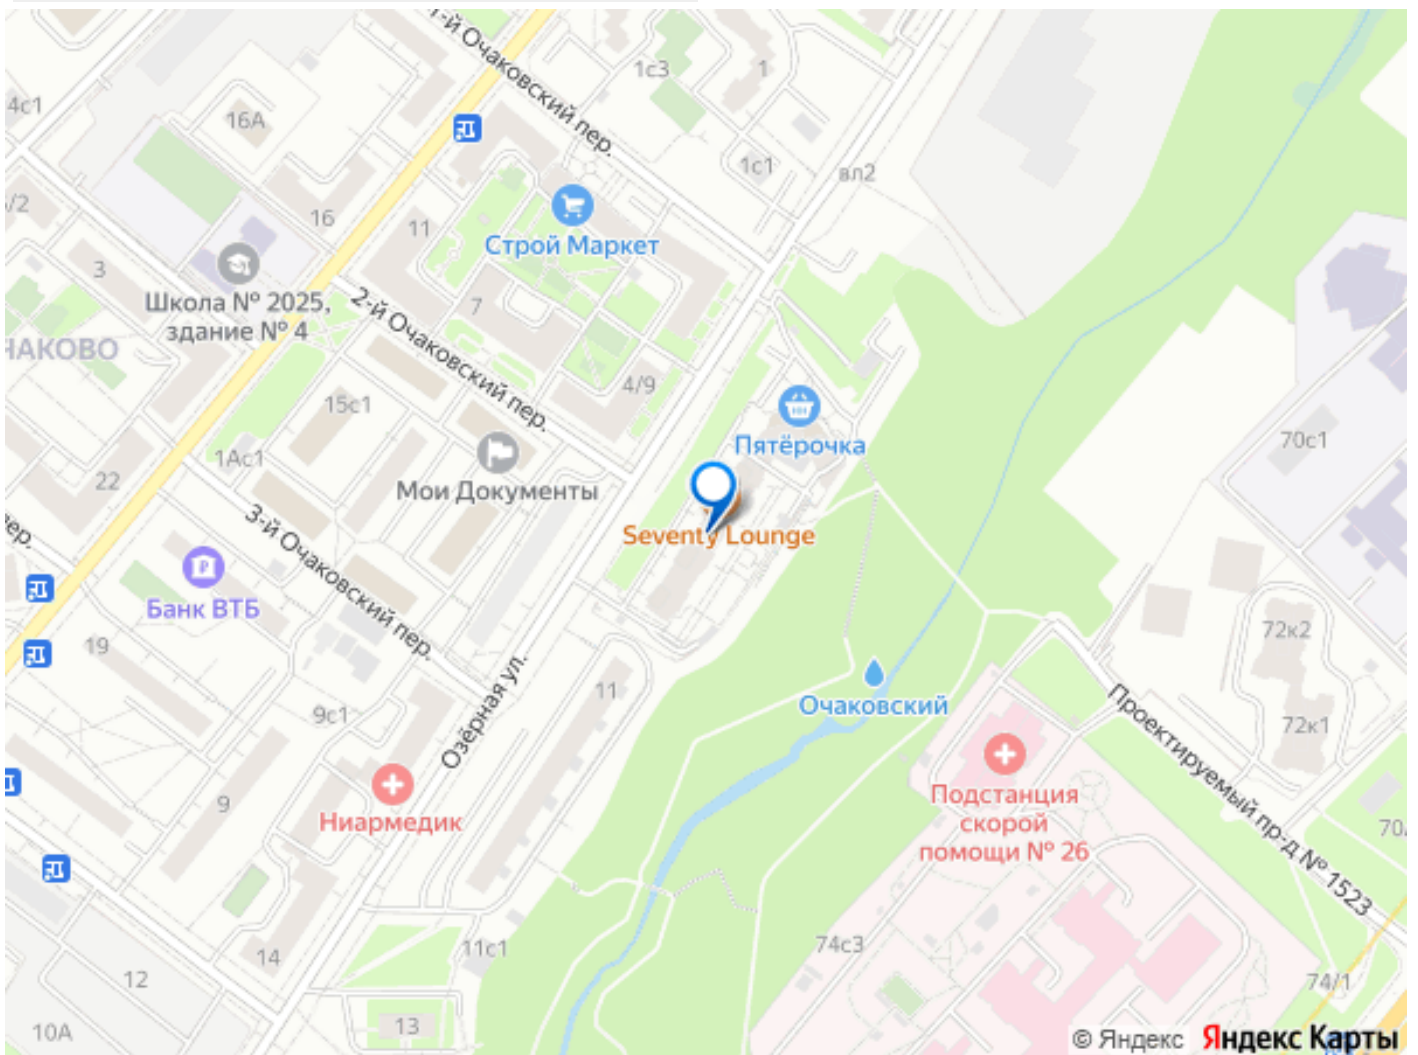 1-й Очаковский пер.
1с3
1
4с1
16А
1с1
вл2
/2
16
11
Строй Маркет
3
Школа № 2025,
здание № 4
7
2-й Очаковский пер.
ЧАКОВО
4/9
15с1
Пятёрочка
70с1
1Ас1
Мои Документы
22
3-й Очаковский пер.
Seventy Lounge
пер.
Банк ВТБ
19
72к2
11
Очаковский
9с1
Озёрная ул.
72к1
Проектируемый пр-д № 1523
9
Ниармедик
Подстанция
скорой
помощи № 26
70
74с3
11с1
14
12
74/1
10А
13
© Яндекс Яндекс Карты